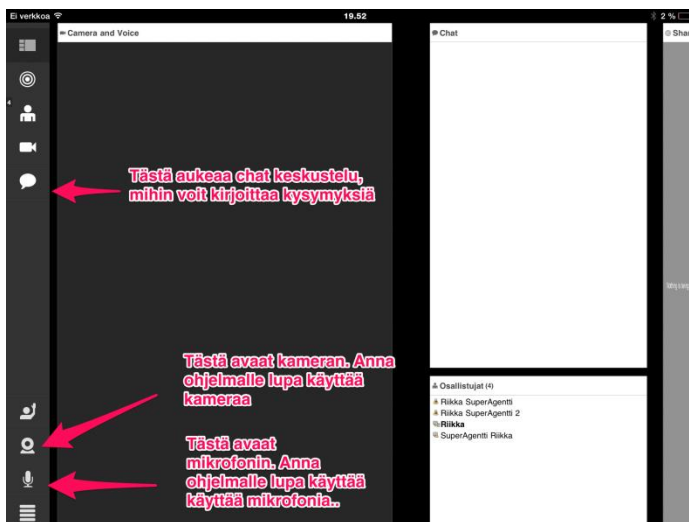 Ei verkkoa 19.52 2 %
Camera and Voice
Chat
Shar
4
Tästä aukeaa chat keskustelu,
mihin voit kirjoittaa kysymyksiä
Tästä avaat kameran. Anna
ohjelmalle lupa käyttää
kameraa
Tästä avaat
mikrofonin. Anna
ohjelmalle lupa käyttää
käyttää mikrofonia..
Osallistujat (4)
Riikka SuperAgentti
Riikka SuperAgentti 2
Riikka
SuperAgentti Riikka